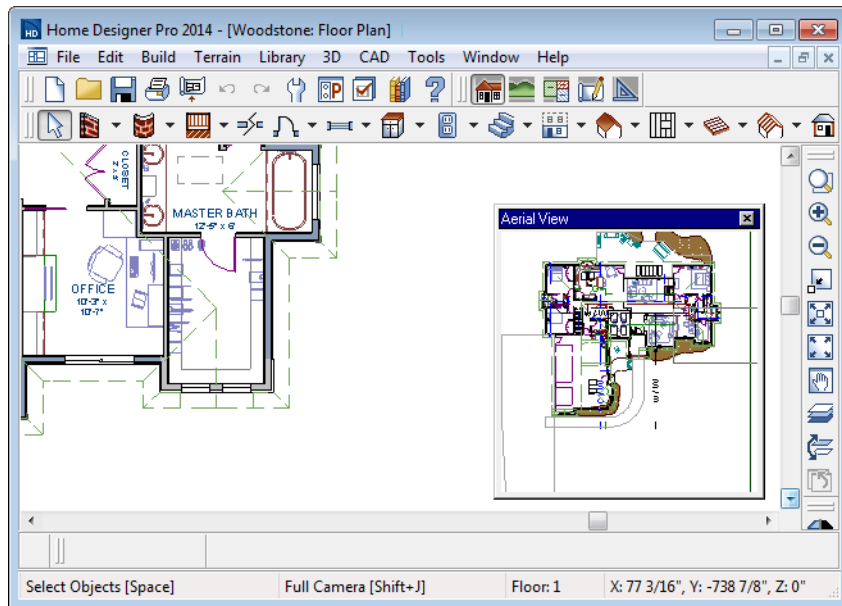 HD Home Designer Pro 2014 - [Woodstone: Floor Plan]
File Edit Build Terrain Library 3D CAD Tools Window Help
CLOSET
MASTER BATH
12'-5" x 6'
OFFICE
10'-3" x
10'-7"
Aerial View
Select Objects [Space] Full Camera [Shift+J] Floor: 1 X: 77 3/16", Y: -738 7/8", Z: 0"